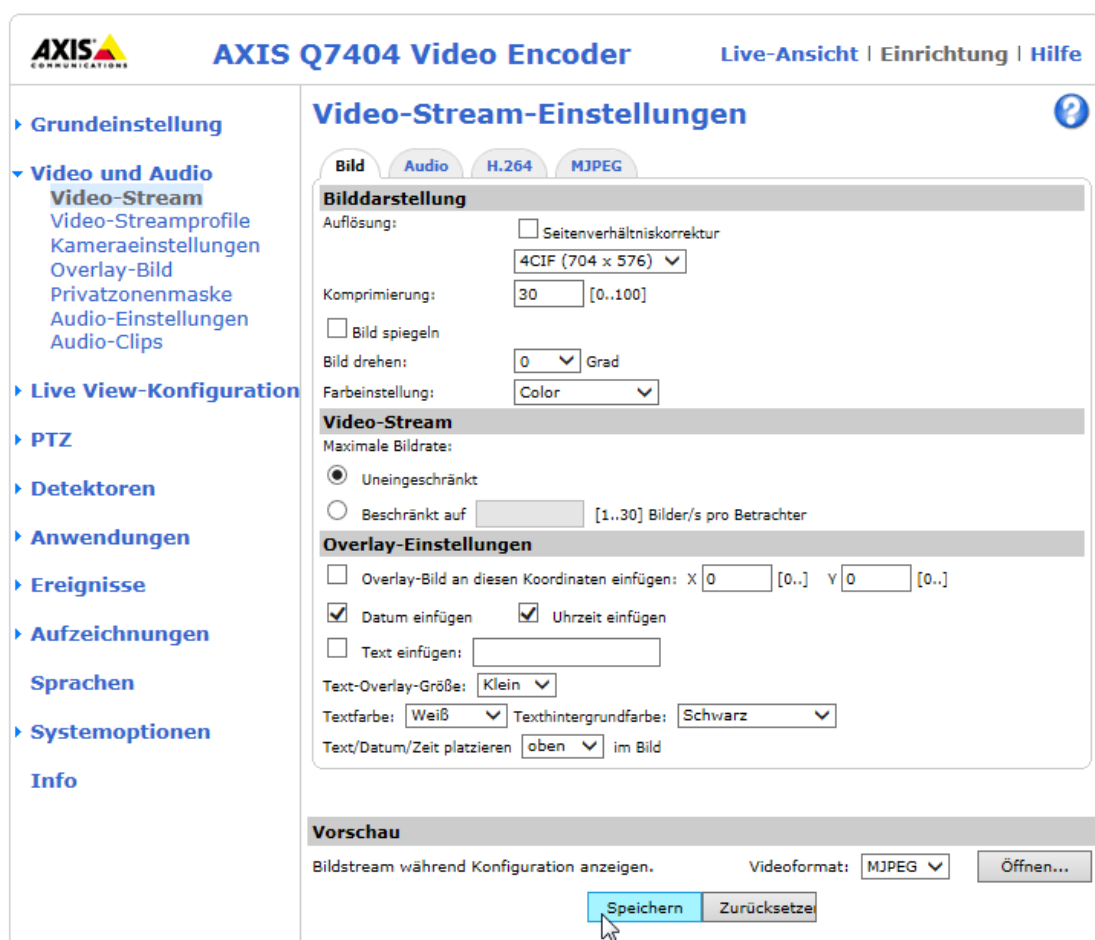 AXIS
COMMUNICATIONS
AXIS Q7404 Video Encoder
Live-Ansicht | Einrichtung | Hilfe
Grundeinstellung
Video und Audio
Video-Stream
Video-Streamprofile
Kameraeinstellungen
Overlay-Bild
Privatzonenmaske
Audio-Einstellungen
Audio-Clips
Live View-Konfiguration
PTZ
Detektoren
Anwendungen
Ereignisse
Aufzeichnungen
Sprachen
Systemoptionen
Info
Video-Stream-Einstellungen
?
Bild Audio H.264 MJPEG
Bilddarstellung
Auflösung: Seitenverhältniskorrektur
4CIF (704 x 576)
Komprimierung: 30 [0..100]
Bild spiegeln
Bild drehen: 0 Grad
Farbeinstellung: Color
Video-Stream
Maximale Bildrate:
Uneingeschränkt
Beschränkt auf [1..30] Bilder/s pro Betrachter
Overlay-Einstellungen
Overlay-Bild an diesen Koordinaten einfügen: X 0 [0..] Y 0 [0..]
Datum einfügen Uhrzeit einfügen
Text einfügen:
Text-Overlay-Größe: Klein
Textfarbe: Weiß Texthintergrundfarbe: Schwarz
Text/Datum/Zeit platzieren oben im Bild
Vorschau
Bildstream während Konfiguration anzeigen. Videoformat: MJPEG Öffnen...
Speichern Zurücksetze